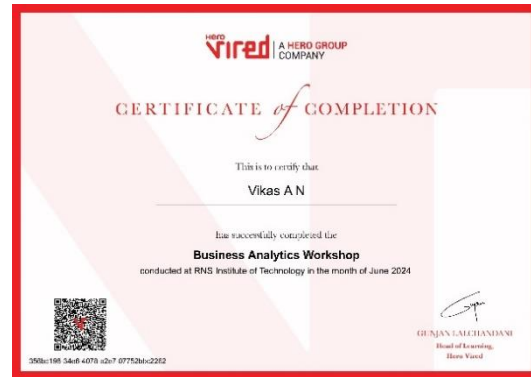 Hero
Vired
A HERO GROUP
COMPANY
CERTIFICATE of COMPLETION
This is to certify that
Vikas A N
has successfully completed the
Business Analytics Workshop
conducted at RNS Institute of Technology in the month of June 2024
GUNJAN LALCHANDANI
Head of Learning,
Hero Vired